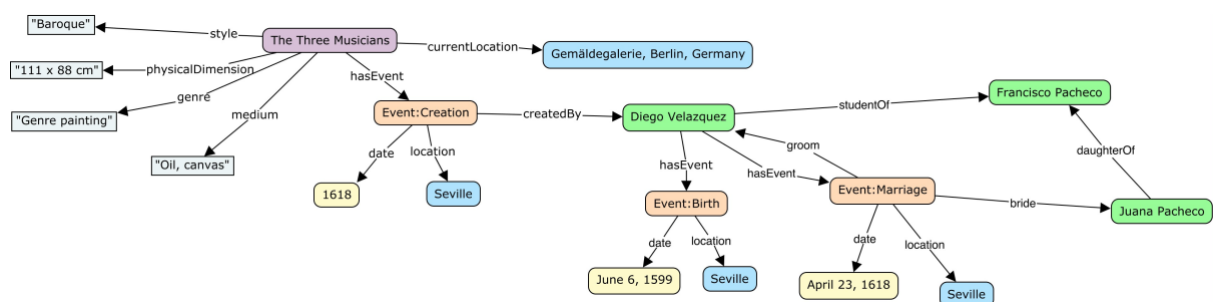 "Baroque"
style
The Three Musicians
currentLocation
Gemäldegalerie, Berlin, Germany
"111 x 88 cm"
physicalDimension
hasEvent
genre
"Genre painting"
medium
"Oil, canvas"
Event:Creation
createdBy
Diego Velazquez
studentOf
Francisco Pacheco
date
location
1618
Seville
hasEvent
hasEvent
groom
daughterOf
Event:Birth
Event:Marriage
bride
Juana Pacheco
date
location
June 6, 1599
Seville
date
location
April 23, 1618
Seville